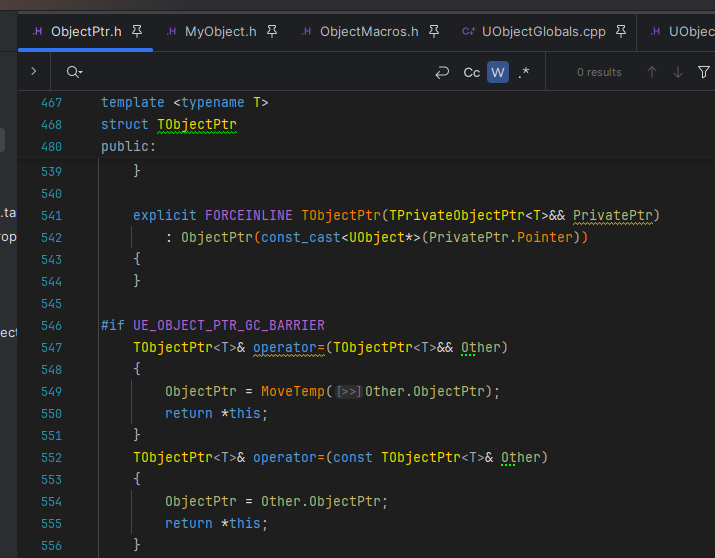 .H ObjectPtr.h .H MyObject.h .H ObjectMacros.h C+ UObjectGlobals.cpp .H UObjec
Cc W .* 0 results
467 template <typename T>
468 struct TObjectPtr
480 public:
539 }
540
.ta
541 explicit FORCEINLINE TObjectPtr(TPrivateObjectPtr<T>&& PrivatePtr)
rop
542 : ObjectPtr(const_cast<UObject*>(PrivatePtr.Pointer))
543 {
544 }
545
546 #if UE_OBJECT_PTR_GC_BARRIER
ect
547 TObjectPtr<T>& operator=(TObjectPtr<T>&& Other)
548 {
549 ObjectPtr = MoveTemp([>>]Other.ObjectPtr);
550 return *this;
551 }
552 TObjectPtr<T>& operator=(const TObjectPtr<T>& Other)
553 {
554 ObjectPtr = Other.ObjectPtr;
555 return *this;
556 }